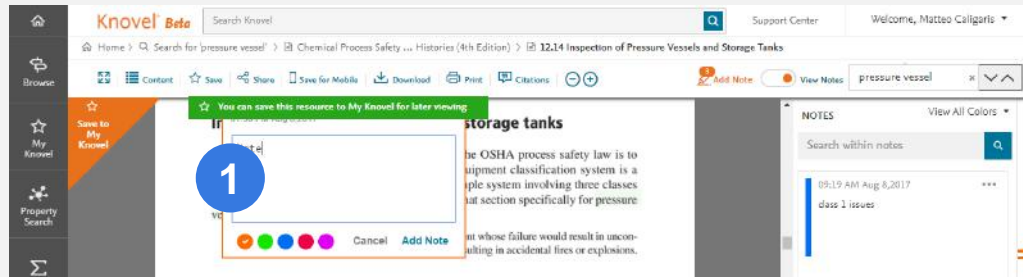 Knovel Beta
Search Knovel
Support Center
Welcome, Matteo Caligaris
Home > Search for 'pressure vessel' > Chemical Process Safety ... Histories (4th Edition) > 12.14 Inspection of Pressure Vessels and Storage Tanks
Browse
My Knovel
Property Search
Σ
Content
Save
Share
Save for Mobile
Download
Print
Citations
Add Note
View Notes
pressure vessel
×
Save to My Knovel
You can save this resource to My Knovel for later viewing
storage tanks
1
he OSHA process safety law is to
uipment classification system is a
ple system involving three classes
at section specifically for pressure
nt whose failure would result in uncon-
ulting in accidental fires or explosions.
Cancel
Add Note
NOTES
View All Colors
Search within notes
09:19 AM Aug 8,2017
class 1 issues